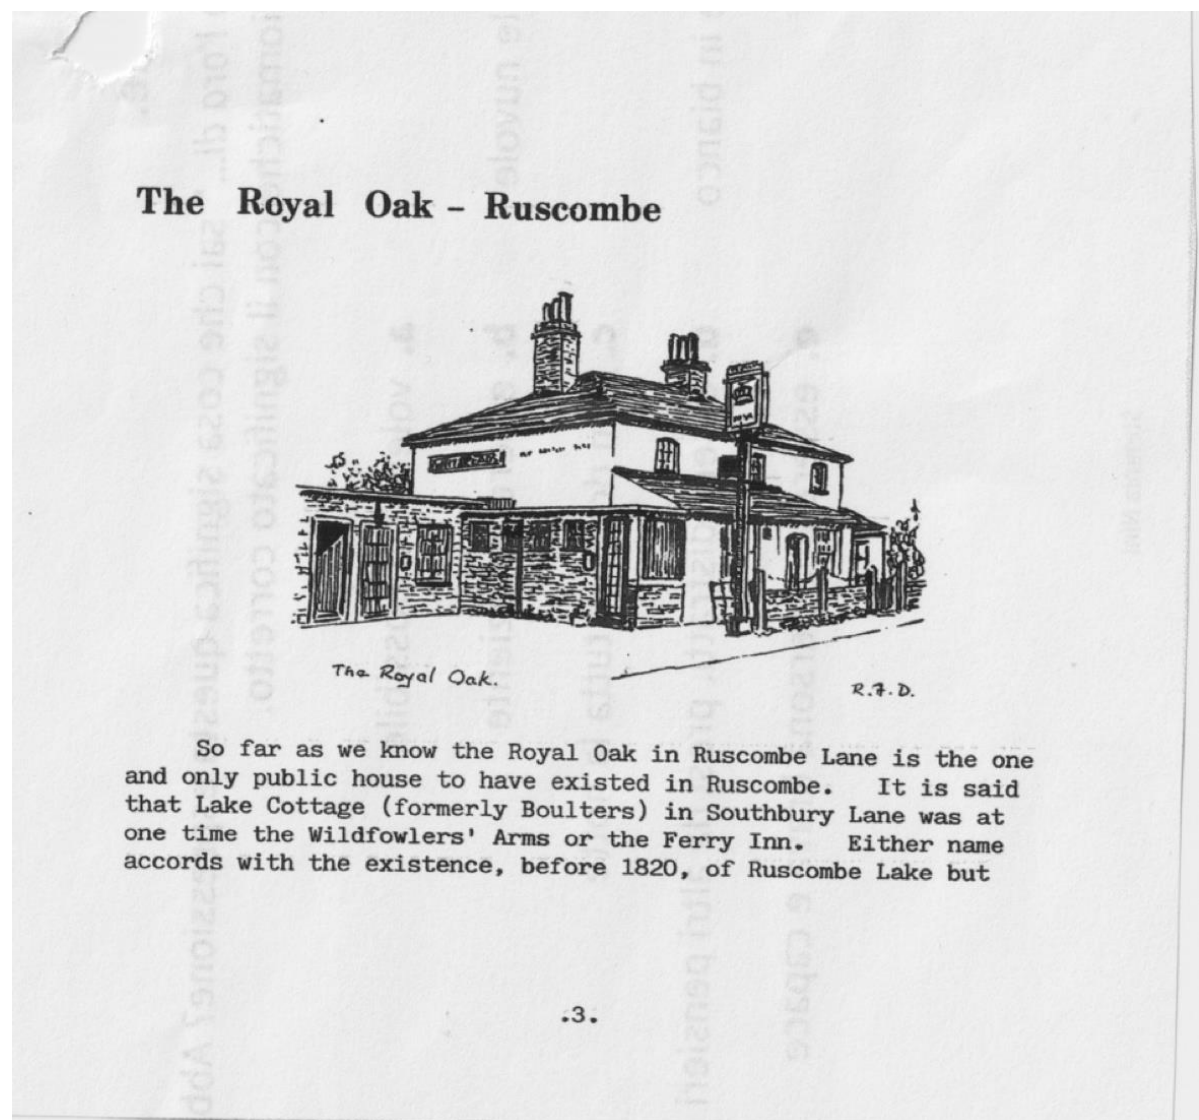 The Royal Oak - Ruscombe
The Royal Oak.
R.F.D.
So far as we know the Royal Oak in Ruscombe Lane is the one
and only public house to have existed in Ruscombe. It is said
that Lake Cottage (formerly Boulters) in Southbury Lane was at
one time the Wildfowlers' Arms or the Ferry Inn. Either name
accords with the existence, before 1820, of Ruscombe Lake but
.3.